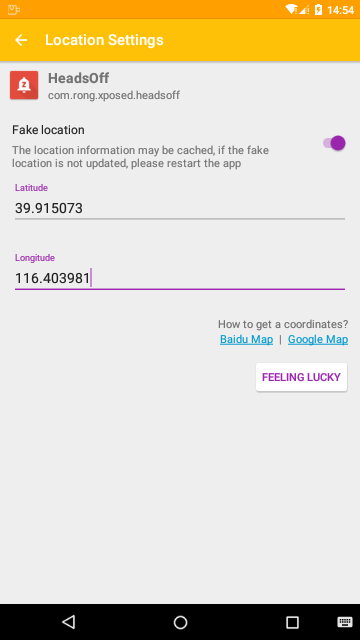 14:54
Location Settings
HeadsOff
com.rong.xposed.headsoff
Fake location
The location information may be cached, if the fake
location is not updated, please restart the app
Latitude
39.915073
Longitude
116.403981
How to get a coordinates?
Baidu Map | Google Map
FEELING LUCKY